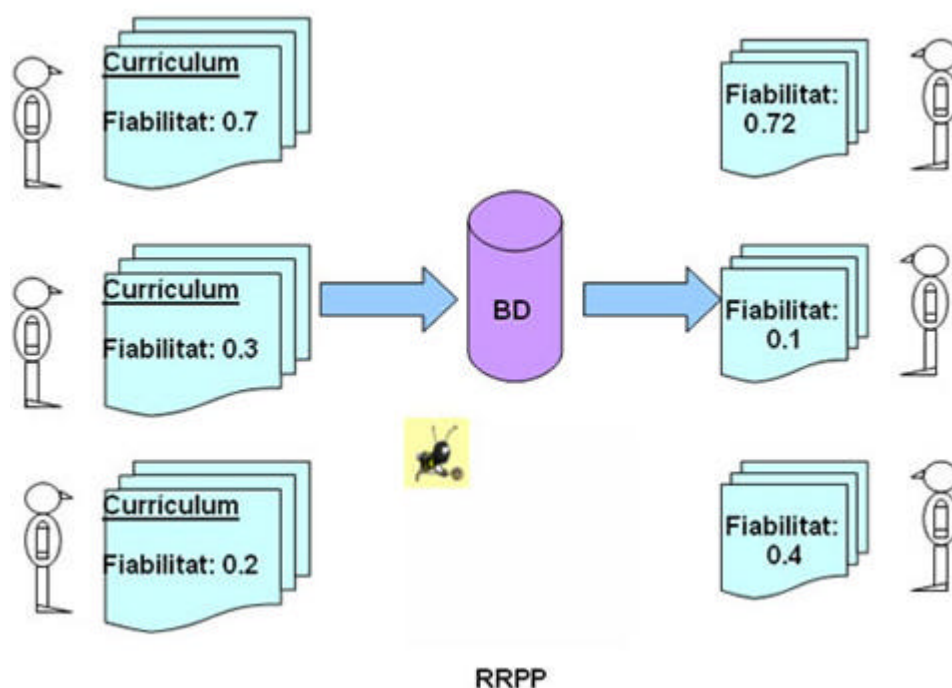 Curriculum
Fiabilitat: 0.7
Fiabilitat:
0.72
Curriculum
Fiabilitat: 0.3
BD
Fiabilitat:
0.1
Curriculum
Fiabilitat: 0.2
Fiabilitat:
0.4
RRPP